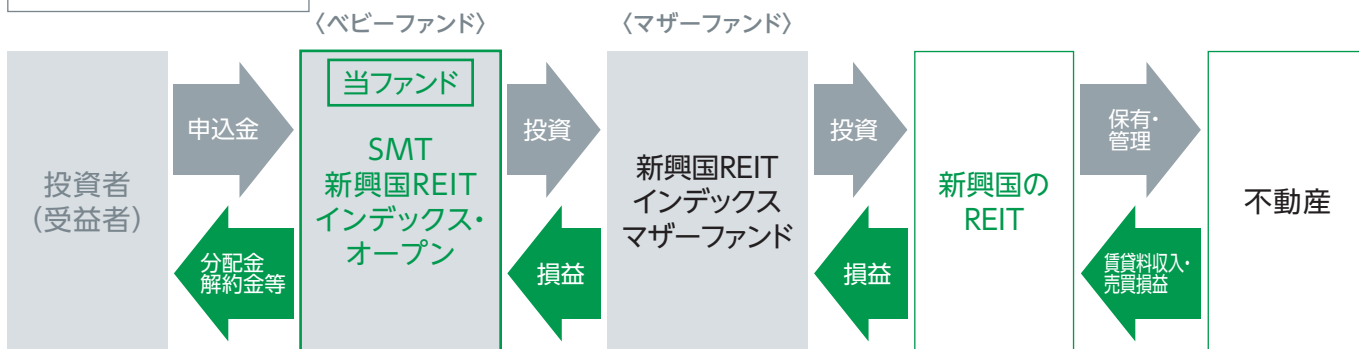 〈ベビーファンド〉
〈マザーファンド〉
投資者
（受益者）
申込金
分配金
解約金等
当ファンド
SMT
新興国REIT
インデックス・
オープン
投資
損益
新興国REIT
インデックス
マザーファンド
投資
損益
新興国の
REIT
保有・
管理
賃貸料収入・
売買損益
不動産